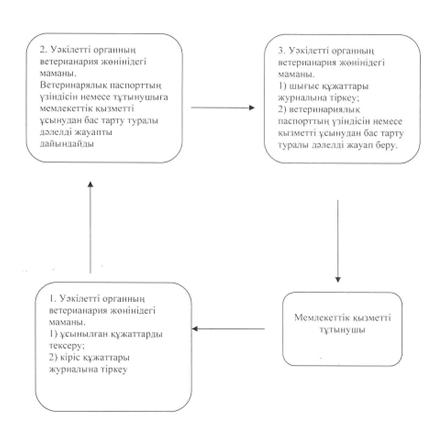 2. Уәкілетті органның
ветеринария жөніндегі
маманы.
Ветеринарялык паспорттың
үзіндісін немесе тұтынушыға
мемлекеттік қызметті
ұсынудан бас тарту туралы
дәлелді жауапты
дайындайды
3. Уәкілетті органның
ветеринария жөніндегі
маманы.
1) шығыс құжаттары
журналына тіркеу;
2) ветеринариялық
паспорттың үзіндісін немесе
қызметті ұсынудан бас тарту
туралы дәлелді жауап беру.
1. Уәкілетті органның
ветеринария жөніндегі
маманы.
1) ұсынылған құжаттарды
тексеру;
2) кіріс құжаттары
журналына тіркеу
Мемлекеттік қызметті
тұтынушы